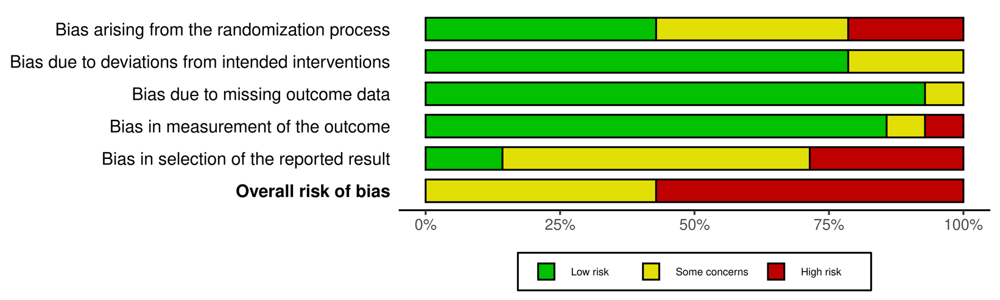 Bias arising from the randomization process
Bias due to deviations from intended interventions
Bias due to missing outcome data
Bias in measurement of the outcome
Bias in selection of the reported result
Overall risk of bias
0% 25% 50% 75% 100%
Low risk Some concerns High risk